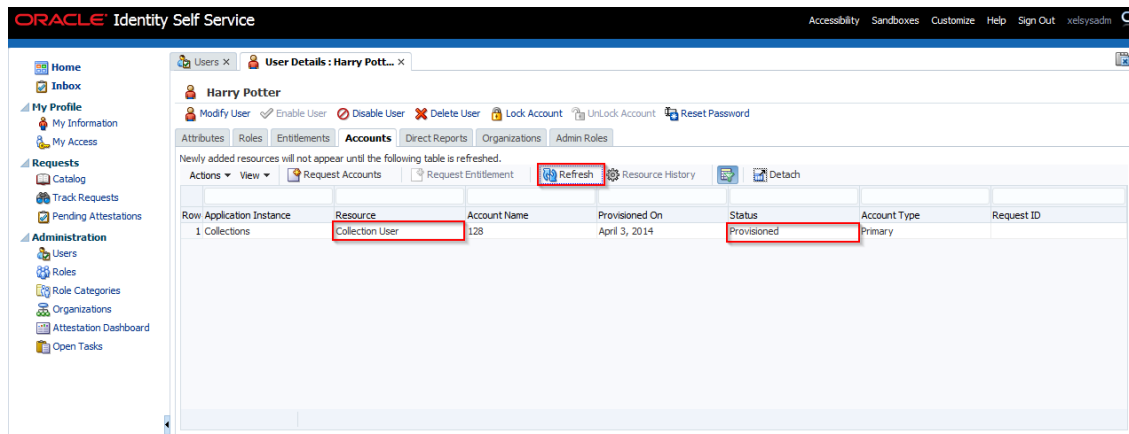 ORACLE Identity Self Service
Accessibility Sandboxes Customize Help Sign Out xelsysadm
Home
Inbox
My Profile
My Information
My Access
Requests
Catalog
Track Requests
Pending Attestations
Administration
Users
Roles
Role Categories
Organizations
Attestation Dashboard
Open Tasks
Users User Details : Harry Pott...
Harry Potter
Modify User Enable User Disable User Delete User Lock Account UnLock Account Reset Password
Attributes Roles Entitlements Accounts Direct Reports Organizations Admin Roles
Newly added resources will not appear until the following table is refreshed.
Actions View Request Accounts Request Entitlement Refresh Resource History Detach
Row Application Instance Resource Account Name Provisioned On Status Account Type Request ID
1 Collections Collection User 128 April 3, 2014 Provisioned Primary